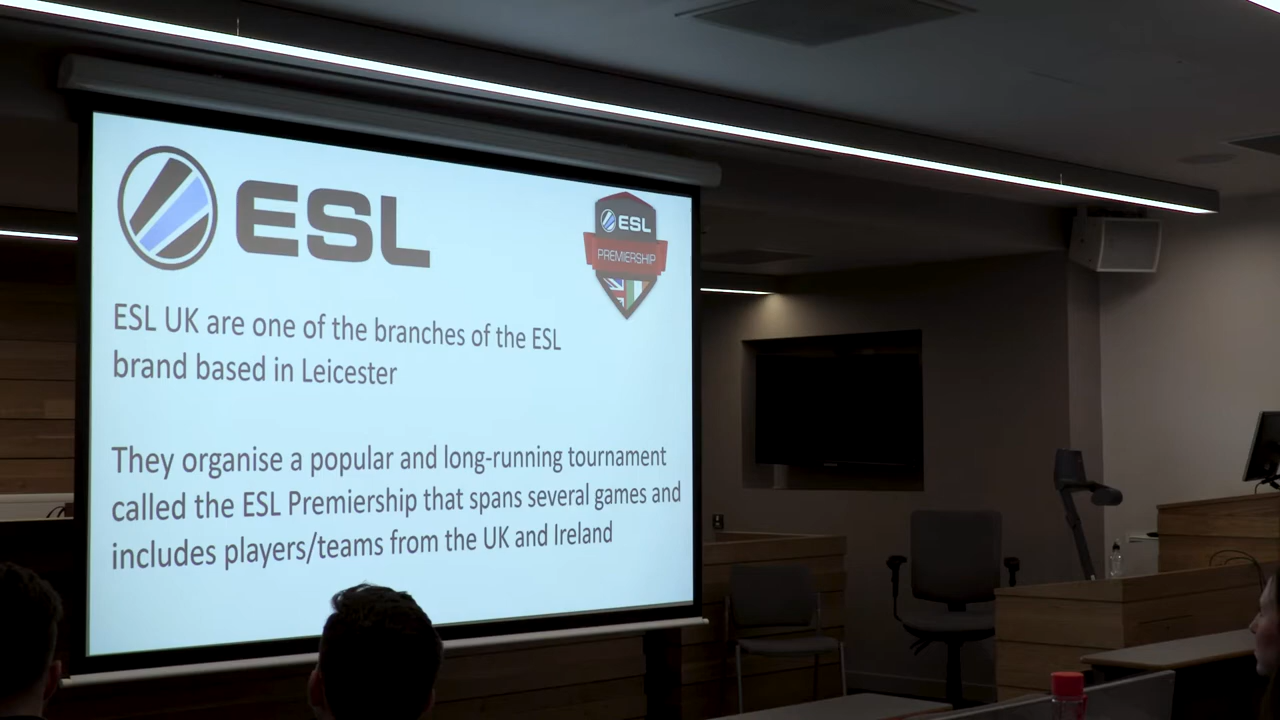 ESL
ESL
PREMIERSHIP
ESL UK are one of the branches of the ESL
brand based in Leicester
They organise a popular and long-running tournament
called the ESL Premiership that spans several games and
includes players/teams from the UK and Ireland